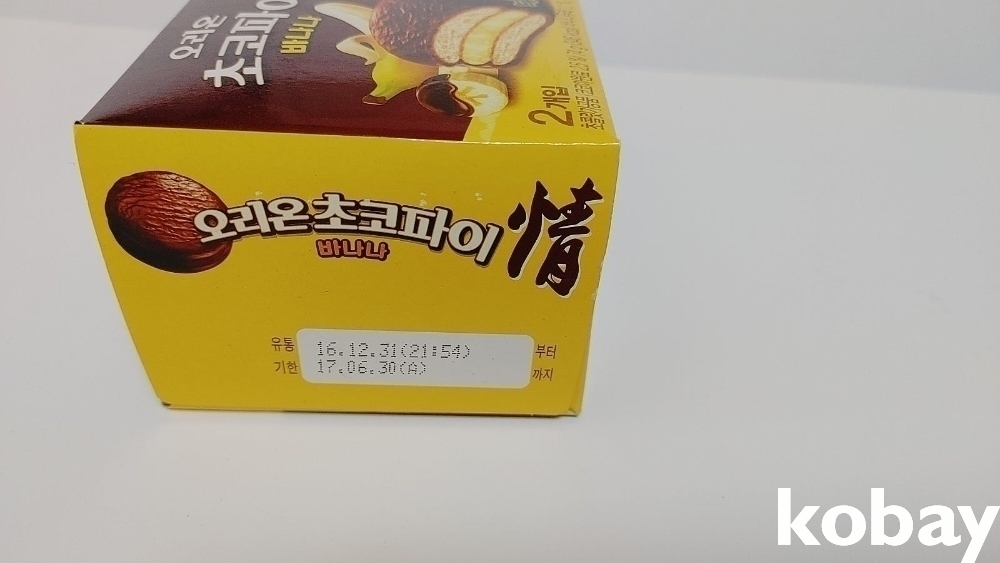 오리온
초코파이
바나나
2개입
오리온 초코파이 情
바나나
유통 16.12.31(21:54) 부터
기한 17.06.30(A) 까지
kobay